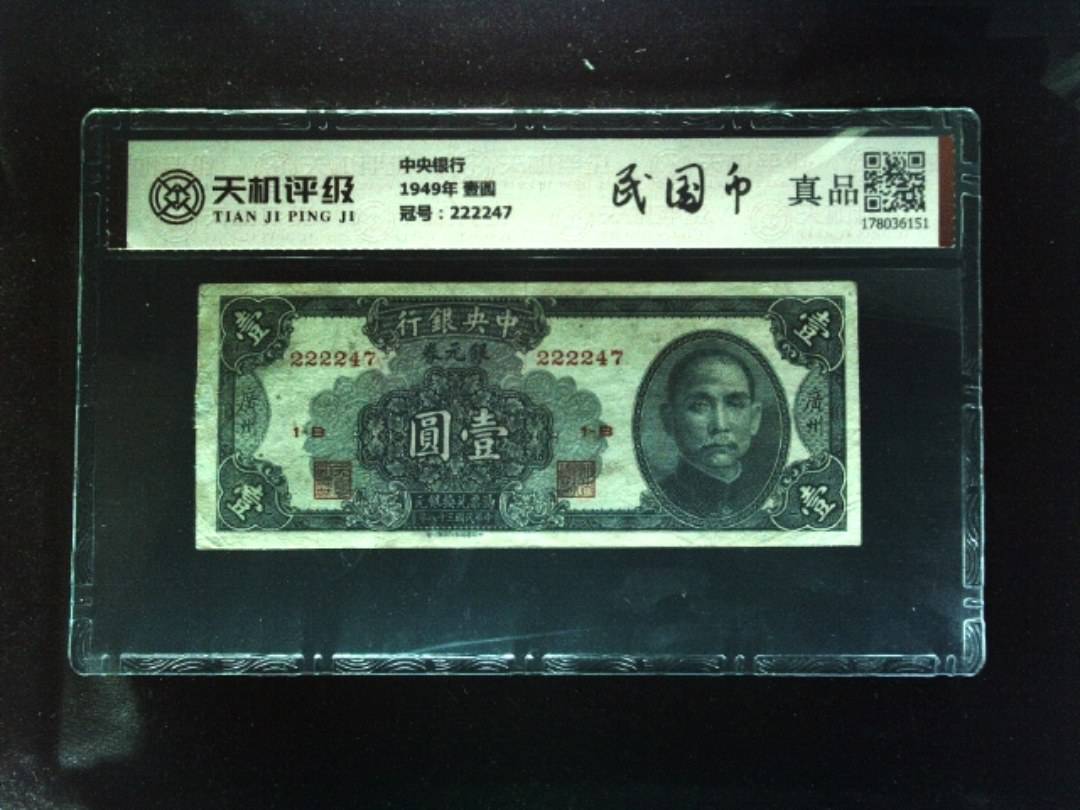 天机评级
TIAN JI PING JI
中央银行
1949年 壹圆
冠号：222247
民国币
真品
178036151
壹
行銀央中
壹
券元銀
222247
222247
廣州
圓壹
廣州
1-B
1-B
壹
壹